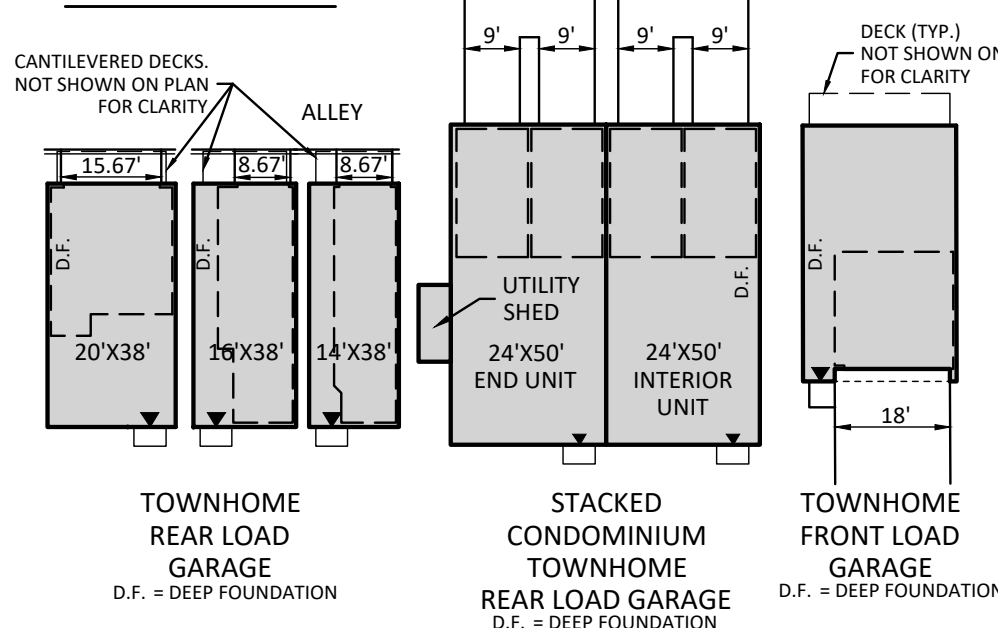 CANTILEVERED DECKS.
NOT SHOWN ON PLAN
FOR CLARITY
ALLEY
15.67'
8.67'
8.67'
D.F.
D.F.
20'X38'
16'X38'
14'X38'
TOWNHOME
REAR LOAD
GARAGE
D.F. = DEEP FOUNDATION
9'
9'
9'
9'
UTILITY
SHED
D.F.
24'X50'
END UNIT
24'X50'
INTERIOR
UNIT
STACKED
CONDOMINIUM
TOWNHOME
REAR LOAD GARAGE
D.F. = DEEP FOUNDATION
DECK (TYP.)
NOT SHOWN ON
FOR CLARITY
D.F.
18'
TOWNHOME
FRONT LOAD
GARAGE
D.F. = DEEP FOUNDATION